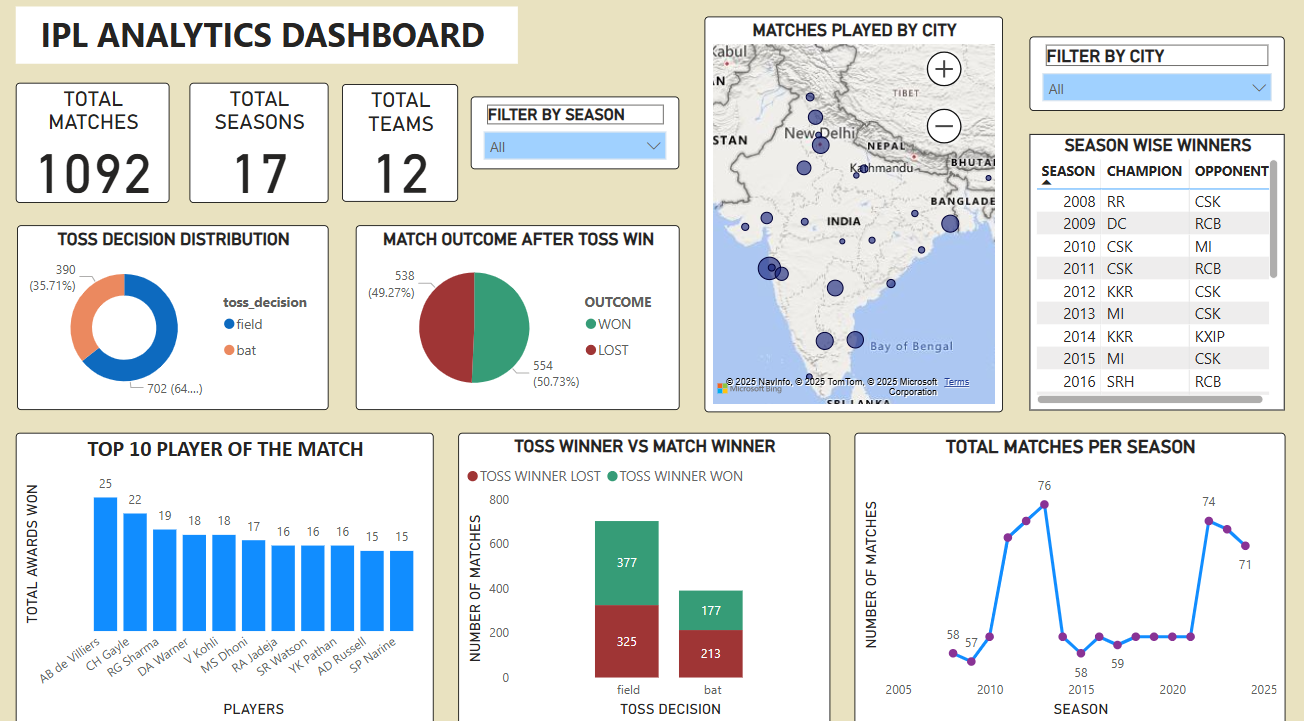 IPL ANALYTICS DASHBOARD
TOTAL
MATCHES
1092
TOTAL
SEASONS
17
TOTAL
TEAMS
12
FILTER BY SEASON
All
MATCHES PLAYED BY CITY
TIBET
New Delhi
STAN
NEPAL
Kathmandu
BHUTA
BANGLADE
INDIA
Bay of Bengal
© 2025 NavInfo, © 2025 TomTom, © 2025 Microsoft Corporation Terms
Microsoft Bing
SRI LANKA
FILTER BY CITY
All
SEASON WISE WINNERS
SEASON CHAMPION OPPONENT
2008 RR CSK
2009 DC RCB
2010 CSK MI
2011 CSK RCB
2012 KKR CSK
2013 MI CSK
2014 KKR KXIP
2015 MI CSK
2016 SRH RCB
TOSS DECISION DISTRIBUTION
390
(35.71%)
702 (64....)
toss_decision
field
bat
MATCH OUTCOME AFTER TOSS WIN
538
(49.27%)
554
(50.73%)
OUTCOME
WON
LOST
TOP 10 PLAYER OF THE MATCH
TOTAL AWARDS WON
25 22 19 18 18 17 16 16 16 15 15
AB de Villiers
CH Gayle
RG Sharma
DA Warner
V Kohli
MS Dhoni
RA Jadeja
SR Watson
YK Pathan
AD Russell
SP Narine
PLAYERS
TOSS WINNER VS MATCH WINNER
TOSS WINNER LOST TOSS WINNER WON
NUMBER OF MATCHES
800
600
400
200
0
377
325
177
213
field bat
TOSS DECISION
TOTAL MATCHES PER SEASON
NUMBER OF MATCHES
58
57
76
58
59
74
71
2005 2010 2015 2020 2025
SEASON